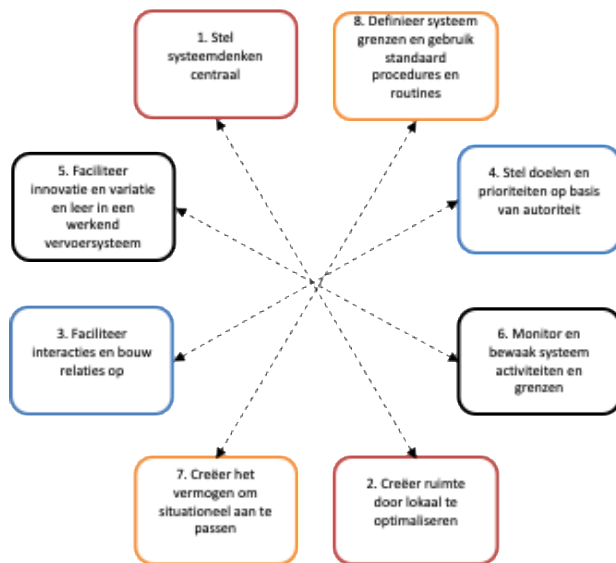 1. Stel
systeemdenken
centraal
8. Definieer systeem
grenzen en gebruik
standaard
procedures en
routines
5. Faciliteer
innovatie en variatie
en leer in een
werkend
vervoersysteem
4. Stel doelen en
prioriteiten op basis
van autoriteit
3. Faciliteer
interacties en bouw
relaties op
6. Monitor en
bewaak systeem
activiteiten en
grenzen
7. Creëer het
vermogen om
situationeel aan te
passen
2. Creëer ruimte
door lokaal te
optimaliseren